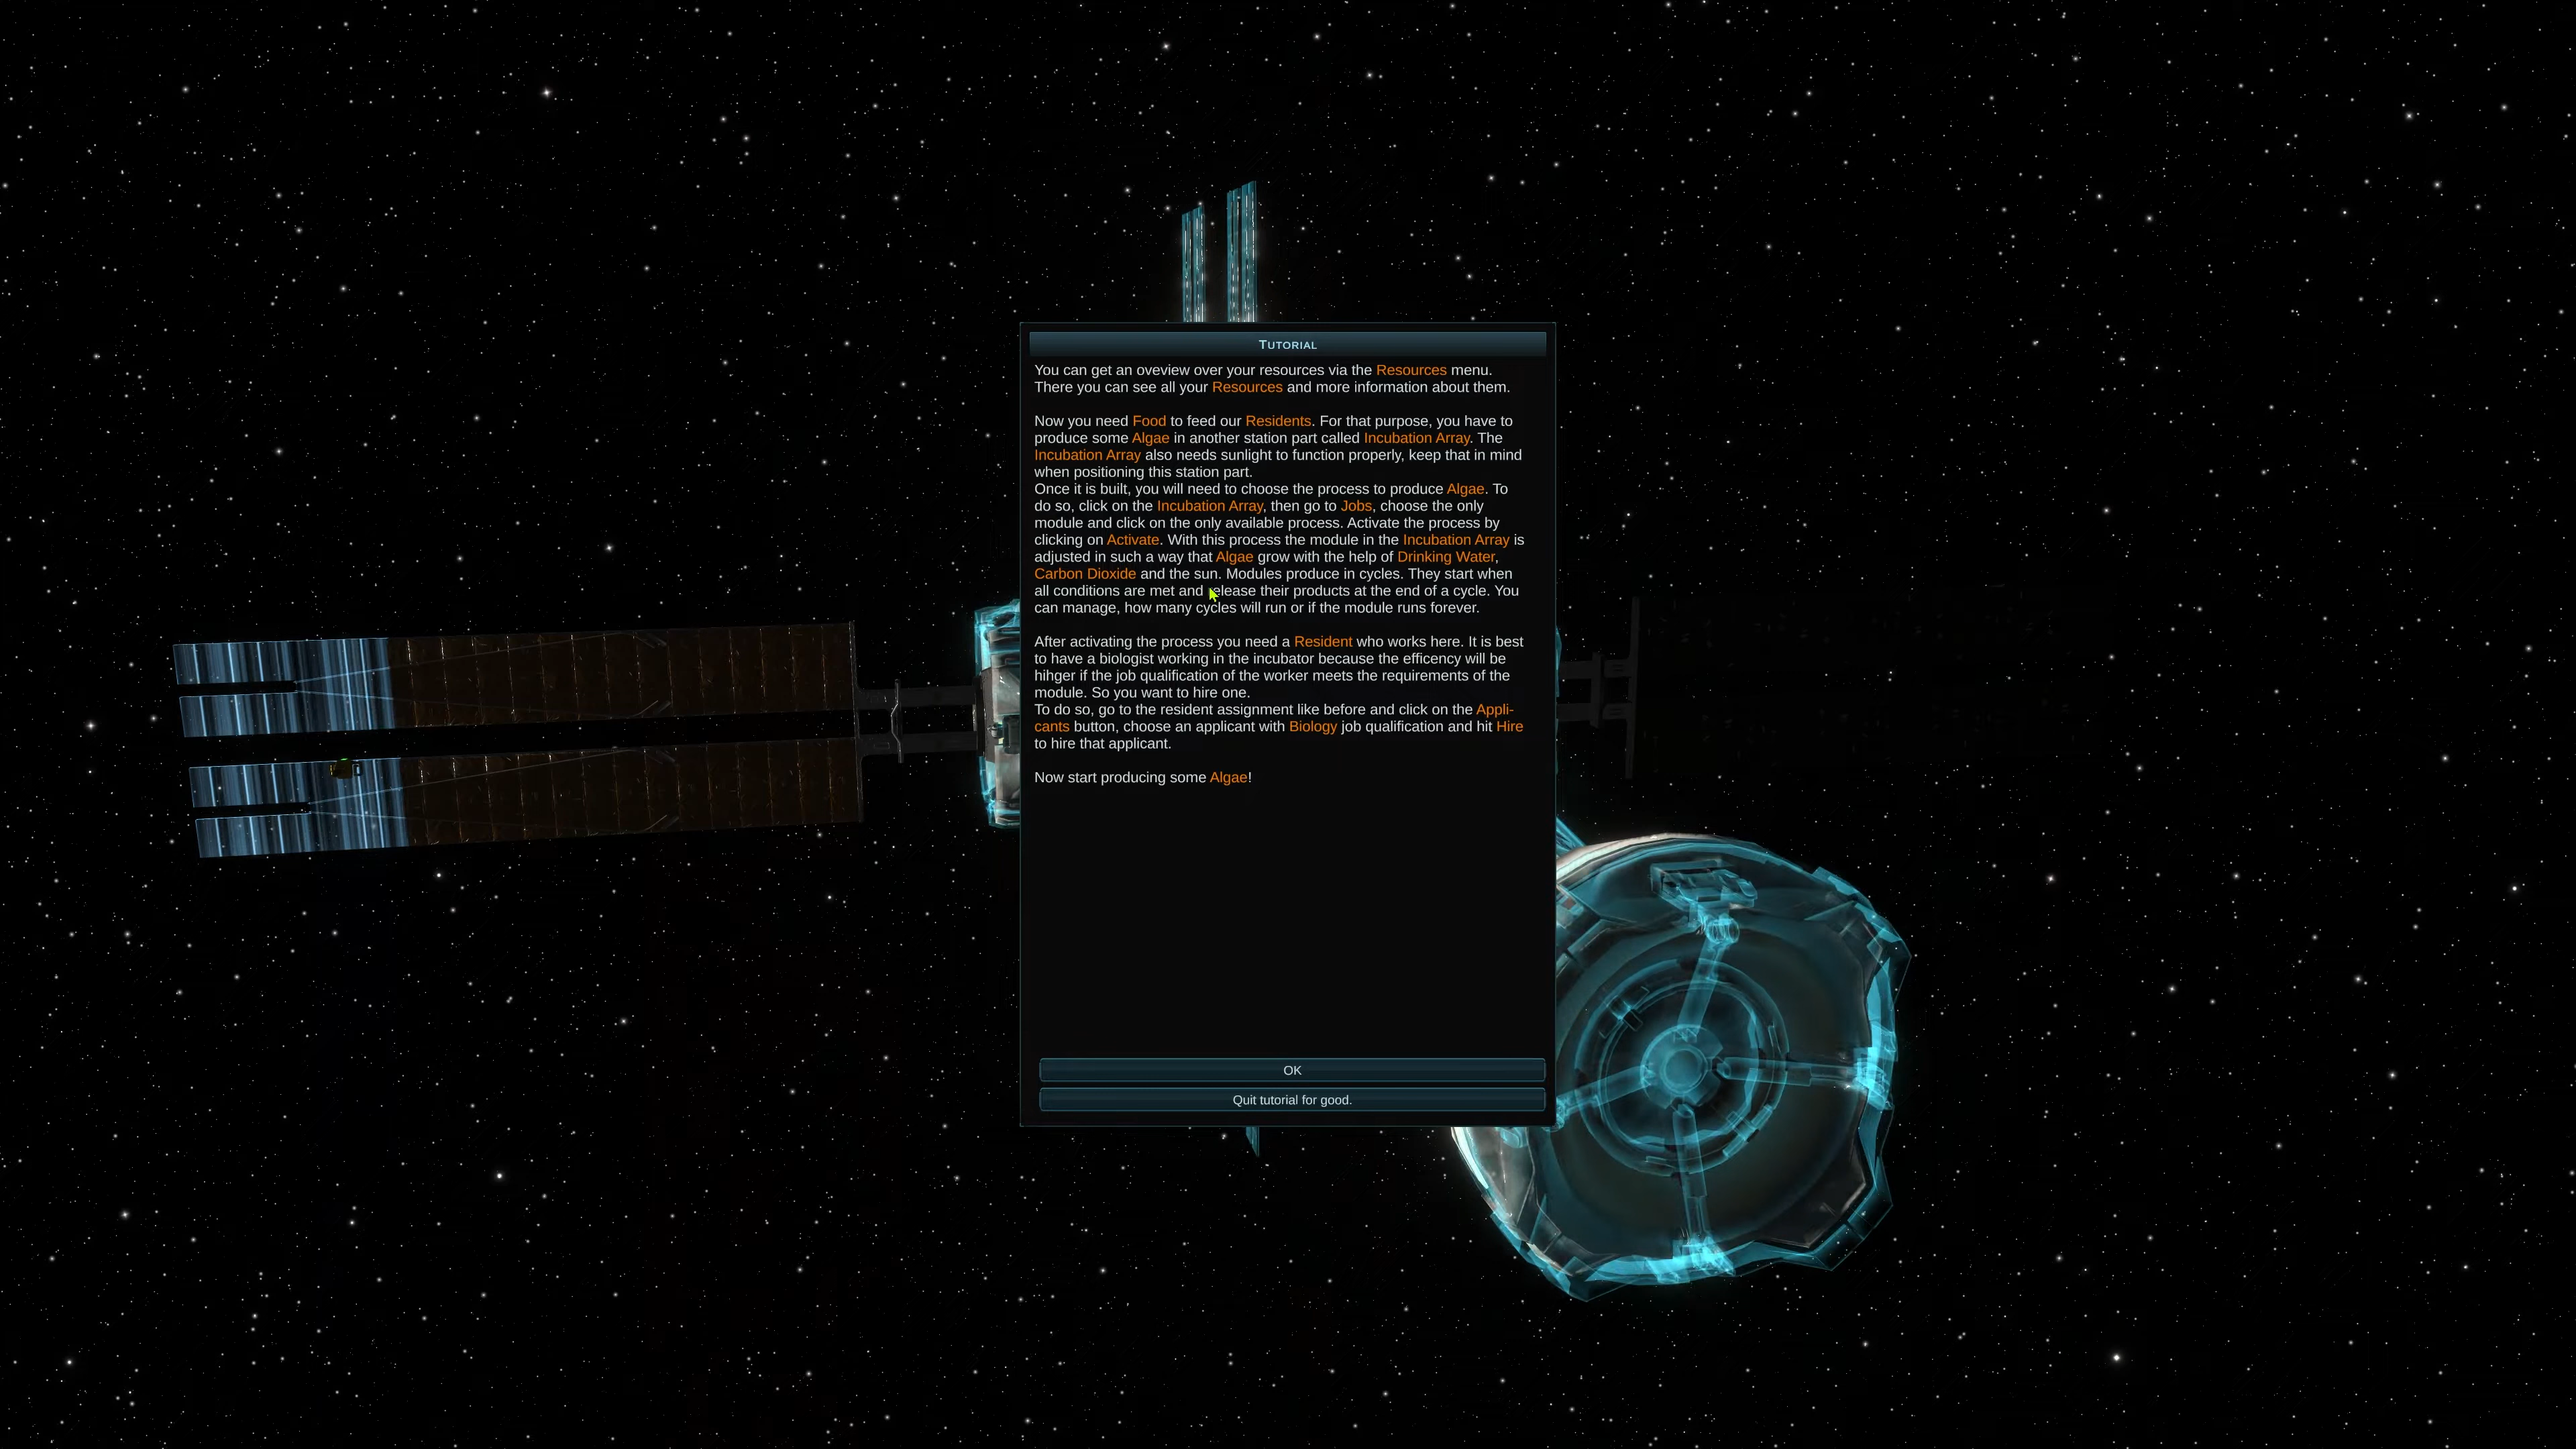 TUTORIAL
You can get an oveview over your resources via the Resources menu.
There you can see all your Resources and more information about them.
Now you need Food to feed our Residents. For that purpose, you have to
produce some Algae in another station part called Incubation Array. The
Incubation Array also needs sunlight to function properly, keep that in mind
when positioning this station part.
Once it is built, you will need to choose the process to produce Algae. To
do so, click on the Incubation Array, then go to Jobs, choose the only
module and click on the only available process. Activate the process by
clicking on Activate. With this process the module in the Incubation Array is
adjusted in such a way that Algae grow with the help of Drinking Water,
Carbon Dioxide and the sun. Modules produce in cycles. They start when
all conditions are met and release their products at the end of a cycle. You
can manage, how many cycles will run or if the module runs forever.
After activating the process you need a Resident who works here. It is best
to have a biologist working in the incubator because the efficency will be
hihger if the job qualification of the worker meets the requirements of the
module. So you want to hire one.
To do so, go to the resident assignment like before and click on the Appli-
cants button, choose an applicant with Biology job qualification and hit Hire
to hire that applicant.
Now start producing some Algae!
OK
Quit tutorial for good.